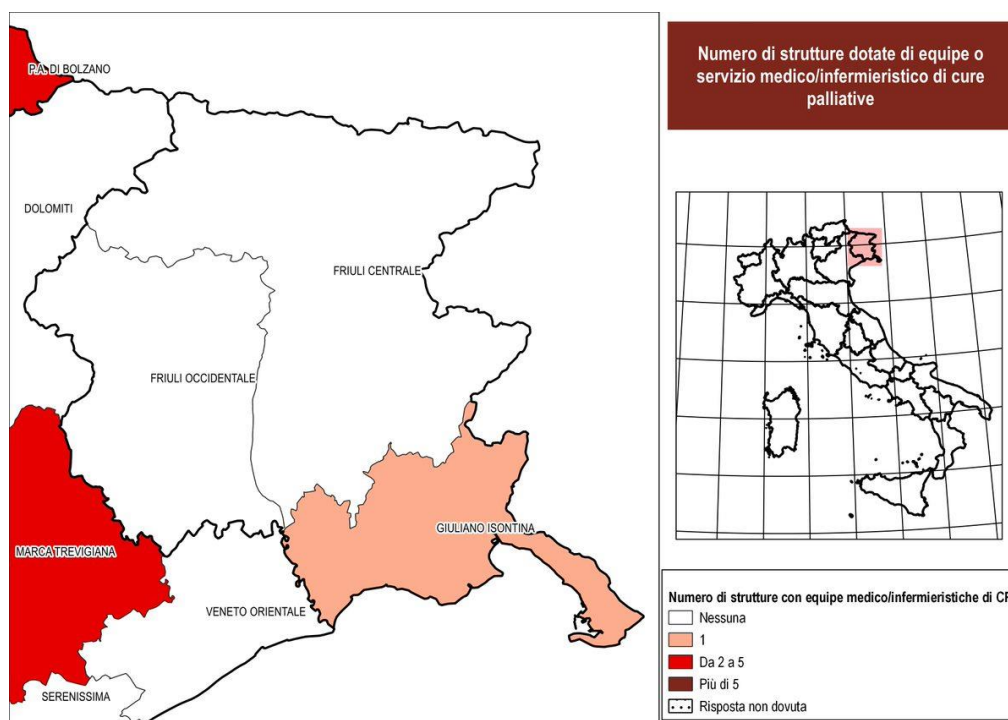 Numero di strutture dotate di equipe o
servizio medico/infermieristico di cure
palliative
P.A. DI BOLZANO
DOLOMITI
FRIULI CENTRALE
FRIULI OCCIDENTALE
GIULIANO ISONTINA
MARCA TREVIGIANA
VENETO ORIENTALE
SERENISSIMA
Numero di strutture con equipe medico/infermieristiche di CP
Nessuna
1
Da 2 a 5
Più di 5
Risposta non dovuta